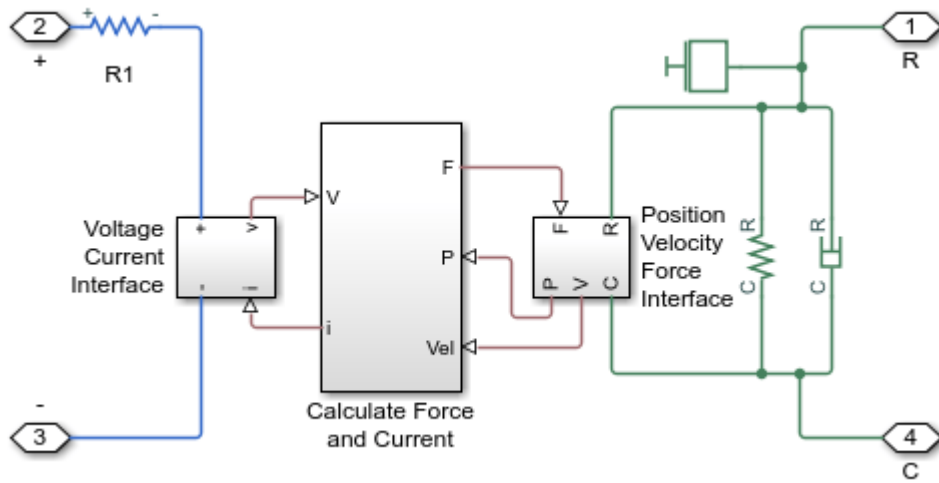 2
+
+ -
R1
1
R
F
V
P
Vel
i
Voltage
Current
Interface
+
v
-
i
Calculate Force
and Current
F
R
P
V
C
Position
Velocity
Force
Interface
R
C
R
C
-
3
4
C